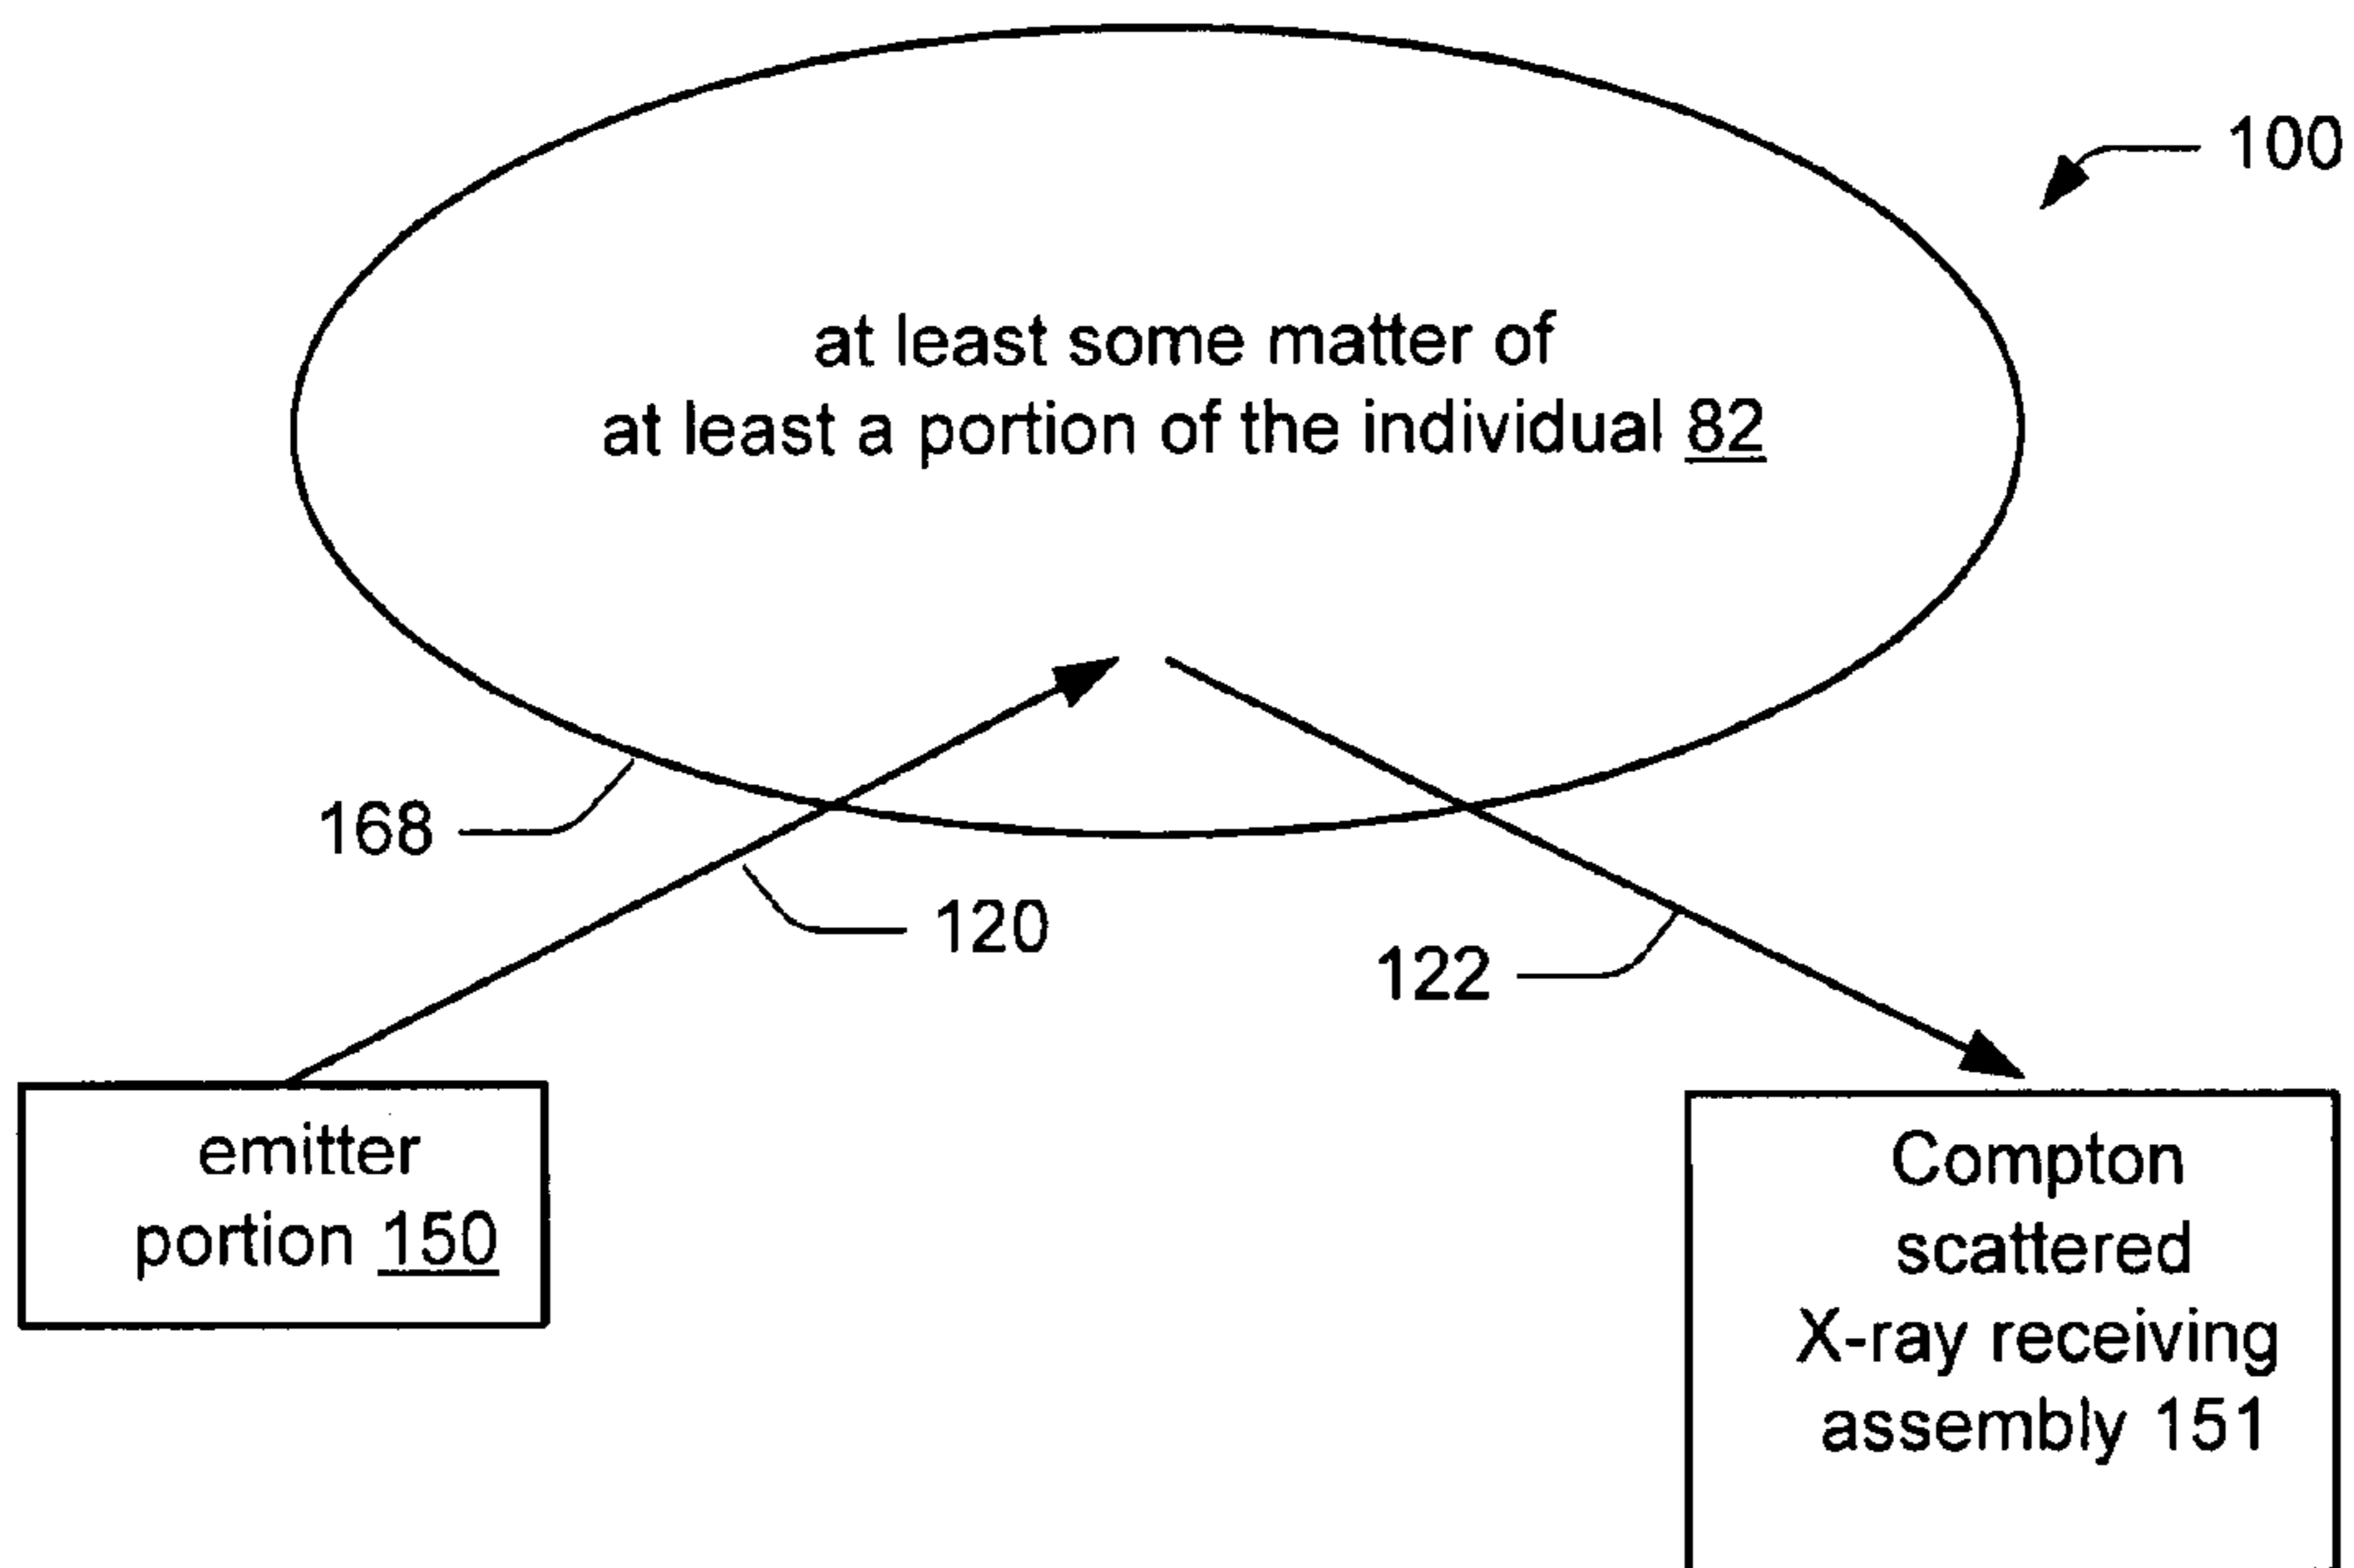 100
at least some matter of
at least a portion of the individual 82
168
120
122
emitter
portion 150
Compton
scattered
X-ray receiving
assembly 151